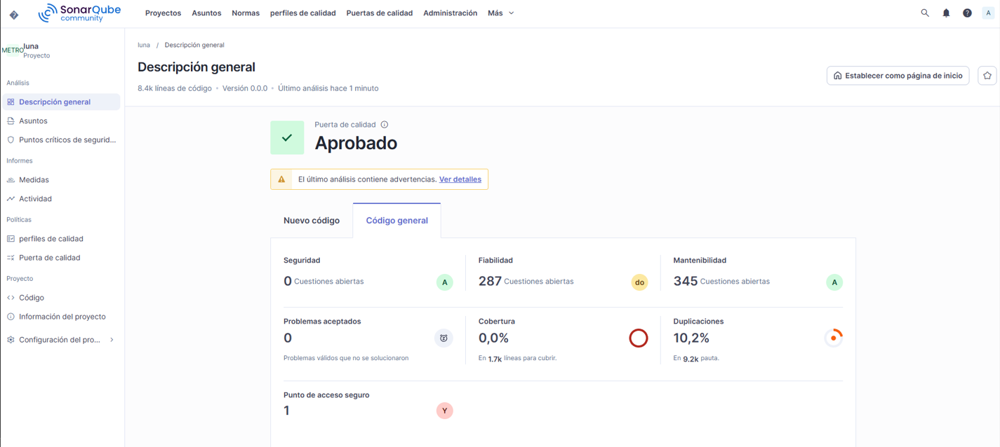 SonarQube
community
Proyectos Asuntos Normas perfiles de calidad Puertas de calidad Administración Más
A
METRO
luna
Proyecto
Análisis
Descripción general
Asuntos
Puntos críticos de segurid...
Informes
Medidas
Actividad
Políticas
perfiles de calidad
Puerta de calidad
Proyecto
Código
Información del proyecto
Configuración del pro...
luna / Descripción general
Descripción general
8.4k líneas de código • Versión 0.0.0 • Último análisis hace 1 minuto
Establecer como página de inicio
Puerta de calidad
Aprobado
El último análisis contiene advertencias. Ver detalles
Nuevo código Código general
Seguridad
0 Cuestiones abiertas A
Fiabilidad
287 Cuestiones abiertas do
Mantenibilidad
345 Cuestiones abiertas A
Problemas aceptados
0
Problemas válidos que no se solucionaron
Cobertura
0,0%
En 1.7k líneas para cubrir.
Duplicaciones
10,2%
En 9.2k pauta.
Punto de acceso seguro
1 Y